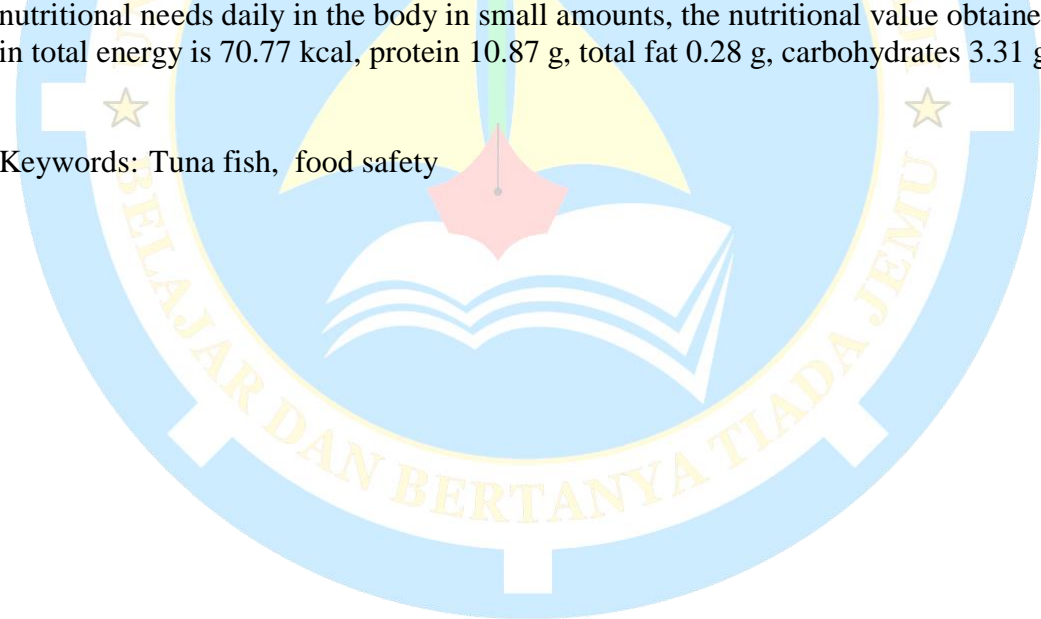 nutritional needs daily in the body in small amounts, the nutritional value obtaine
in total energy is 70.77 kcal, protein 10.87 g, total fat 0.28 g, carbohydrates 3.31 g
Keywords: Tuna fish, food safety
BELAJAR DAN BERTANYA TIADA JEMU